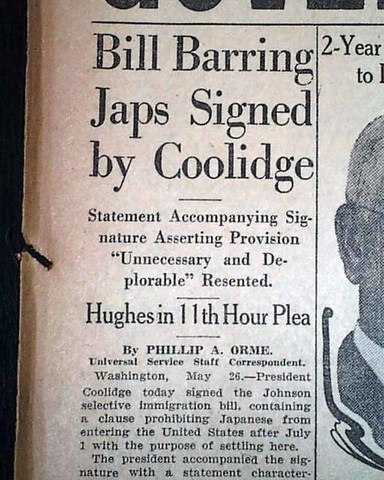 Bill Barring
Japs Signed
by Coolidge
Statement Accompanying Sig-
nature Asserting Provision
"Unnecessary and De-
plorable" Resented.
Hughes in 11th Hour Plea
By PHILLIP A. ORME.
Universal Service Staff Correspondent.
Washington, May 26.—President
Coolidge today signed the Johnson
selective immigration bill, containing
a clause prohibiting Japanese from
entering the United States after July
1 with the purpose of settling here.
The president accompanied the sig-
nature with a statement character-
2-Year
to